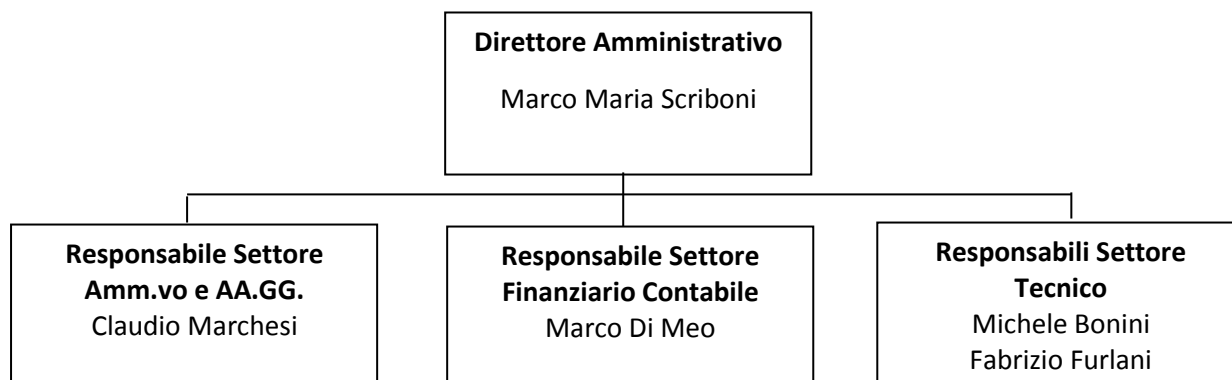 Direttore Amministrativo
Marco Maria Scriboni
Responsabile Settore
Amm.vo e AA.GG.
Claudio Marchesi
Responsabile Settore
Finanziario Contabile
Marco Di Meo
Responsabili Settore
Tecnico
Michele Bonini
Fabrizio Furlani